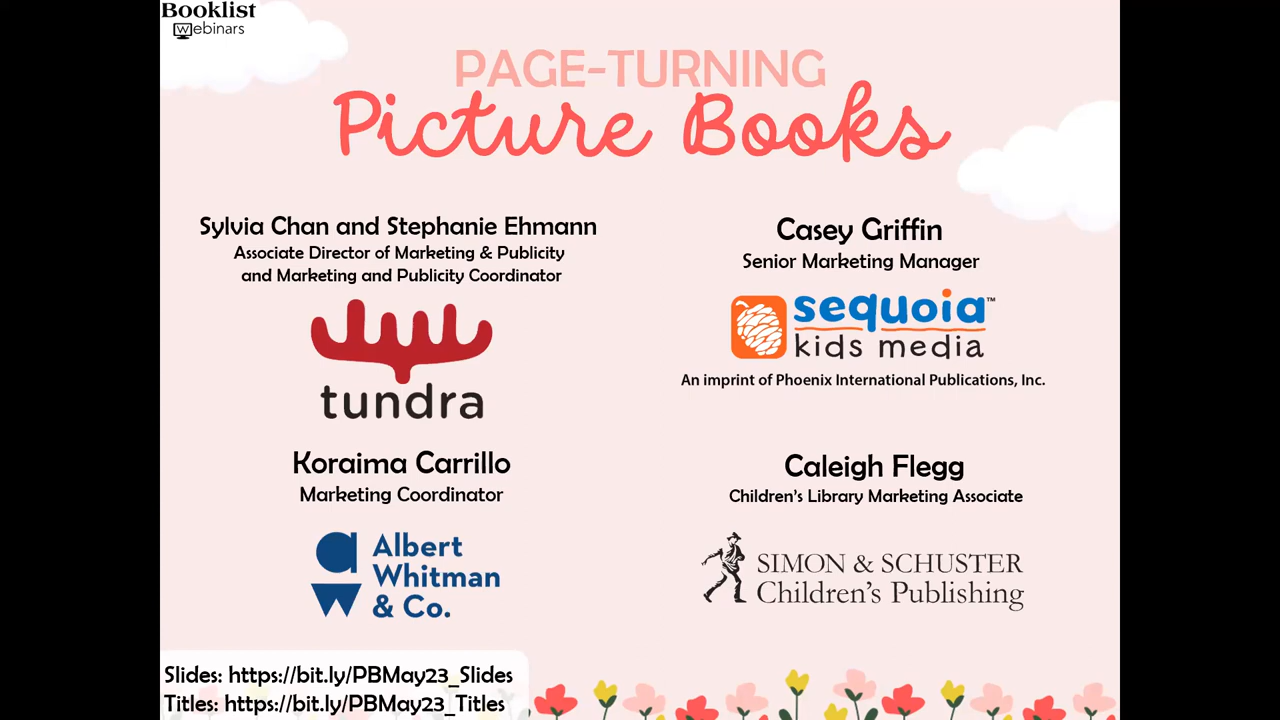 Booklist
Webinars
PAGE-TURNING
Picture Books
Sylvia Chan and Stephanie Ehmann
Associate Director of Marketing & Publicity
and Marketing and Publicity Coordinator
tundra
Casey Griffin
Senior Marketing Manager
sequoia™
kids media
An imprint of Phoenix International Publications, Inc.
Koraima Carrillo
Marketing Coordinator
a
w
Albert
Whitman
& Co.
Caleigh Flegg
Children's Library Marketing Associate
SIMON & SCHUSTER
Children's Publishing
Slides: https://bit.ly/PBMay23_Slides
Titles: https://bit.ly/PBMay23_Titles